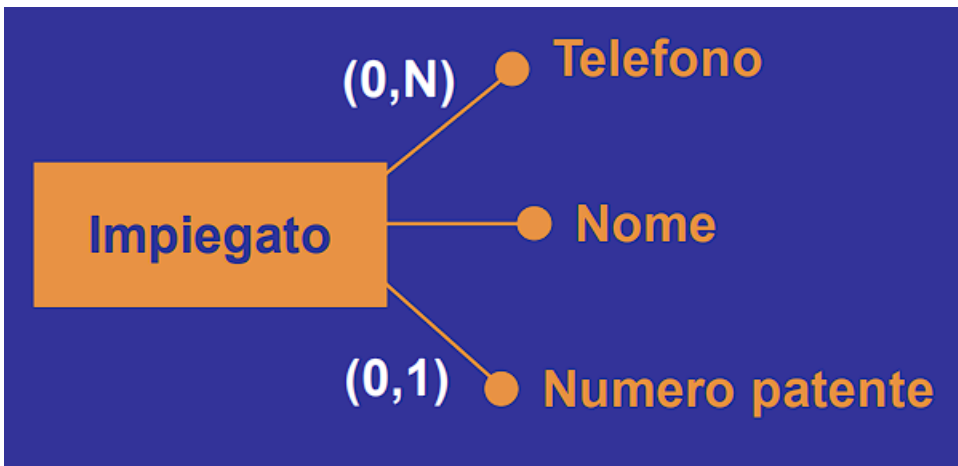 (0,N) Telefono
Impiegato
Nome
(0,1) Numero patente